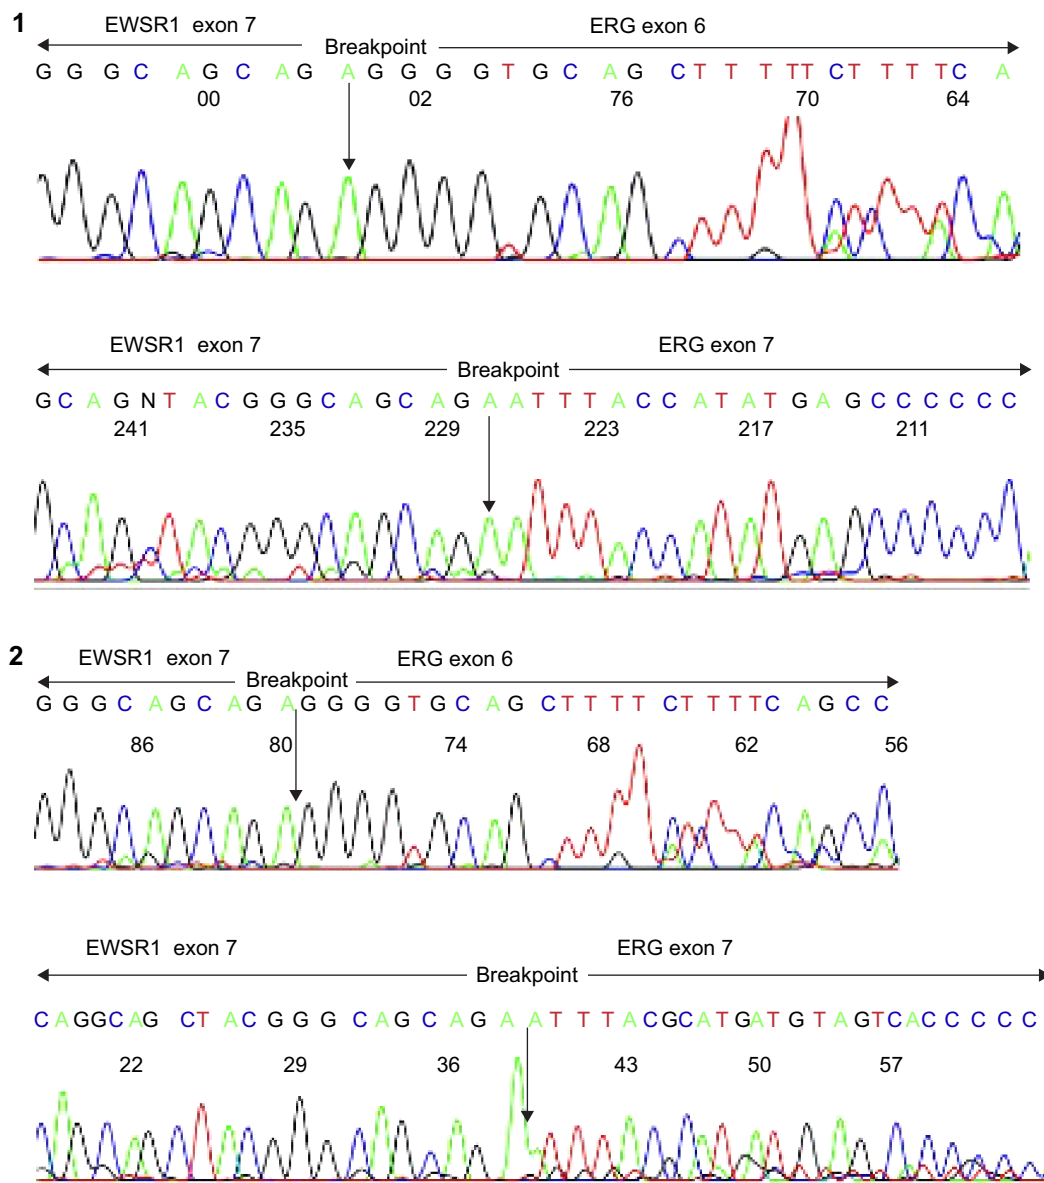 1
EWSR1 exon 7 Breakpoint ERG exon 6
G G G C A G C A G A G G G G T G C A G C T T T T T C T T T T C A
00 02 76 70 64
EWSR1 exon 7 Breakpoint ERG exon 7
G C A G N T A C G G G C A G C A G A A T T T A C C A T A T G A G C C C C C C
241 235 229 223 217 211
2
EWSR1 exon 7 Breakpoint ERG exon 6
G G G C A G C A G A G G G G T G C A G C T T T T C T T T T C A G C C
86 80 74 68 62 56
EWSR1 exon 7 Breakpoint ERG exon 7
C A G G C A G C T A C G G G C A G C A G A A T T T A C G C A T G A T G T A G T C A C C C C C
22 29 36 43 50 57